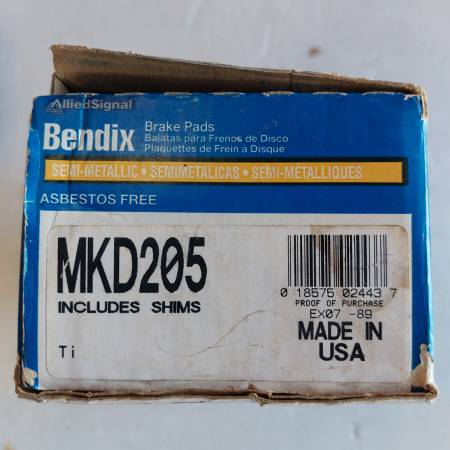 AlliedSignal
Bendix
Brake Pads
Balatas para Frenos de Disco
Plaquettes de Frein à Disque
SEMI-METALLIC • SEMIMETALICAS • SEMI-MÉTALLIQUES
ASBESTOS FREE
MKD205
INCLUDES SHIMS
Ti
0 18575 02443 7
PROOF OF PURCHASE
EX07 -89
MADE IN
USA